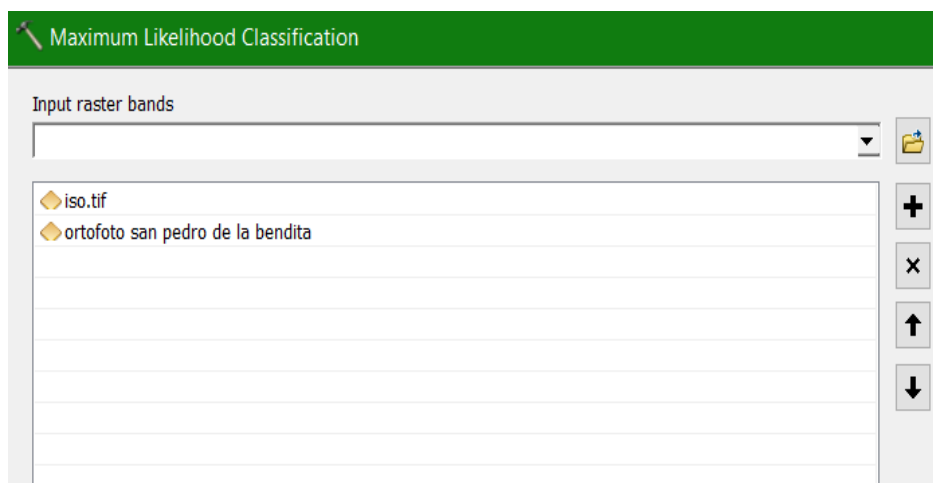 Maximum Likelihood Classification
Input raster bands
iso.tif
ortofoto san pedro de la bendita